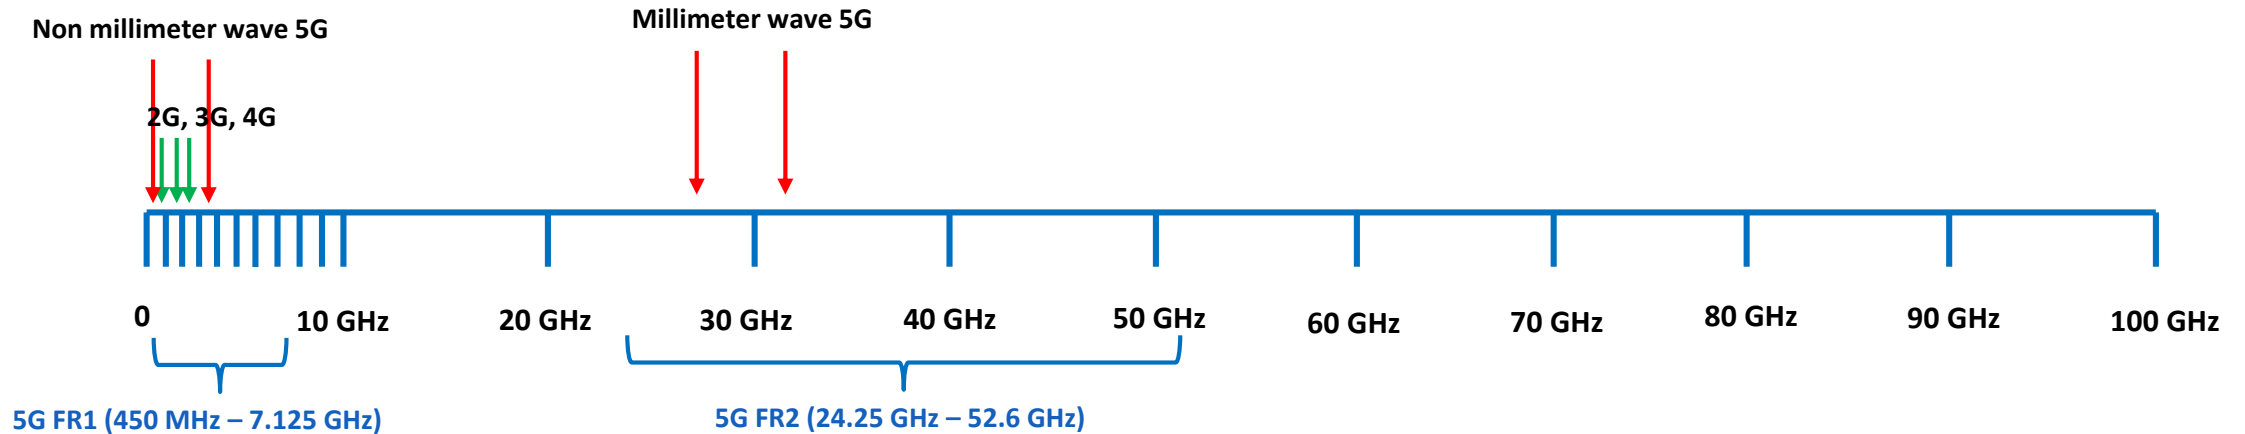 Non millimeter wave 5G
Millimeter wave 5G
2G, 3G, 4G
0
10 GHz
20 GHz
30 GHz
40 GHz
50 GHz
60 GHz
70 GHz
80 GHz
90 GHz
100 GHz
5G FR1 (450 MHz – 7.125 GHz)
5G FR2 (24.25 GHz – 52.6 GHz)